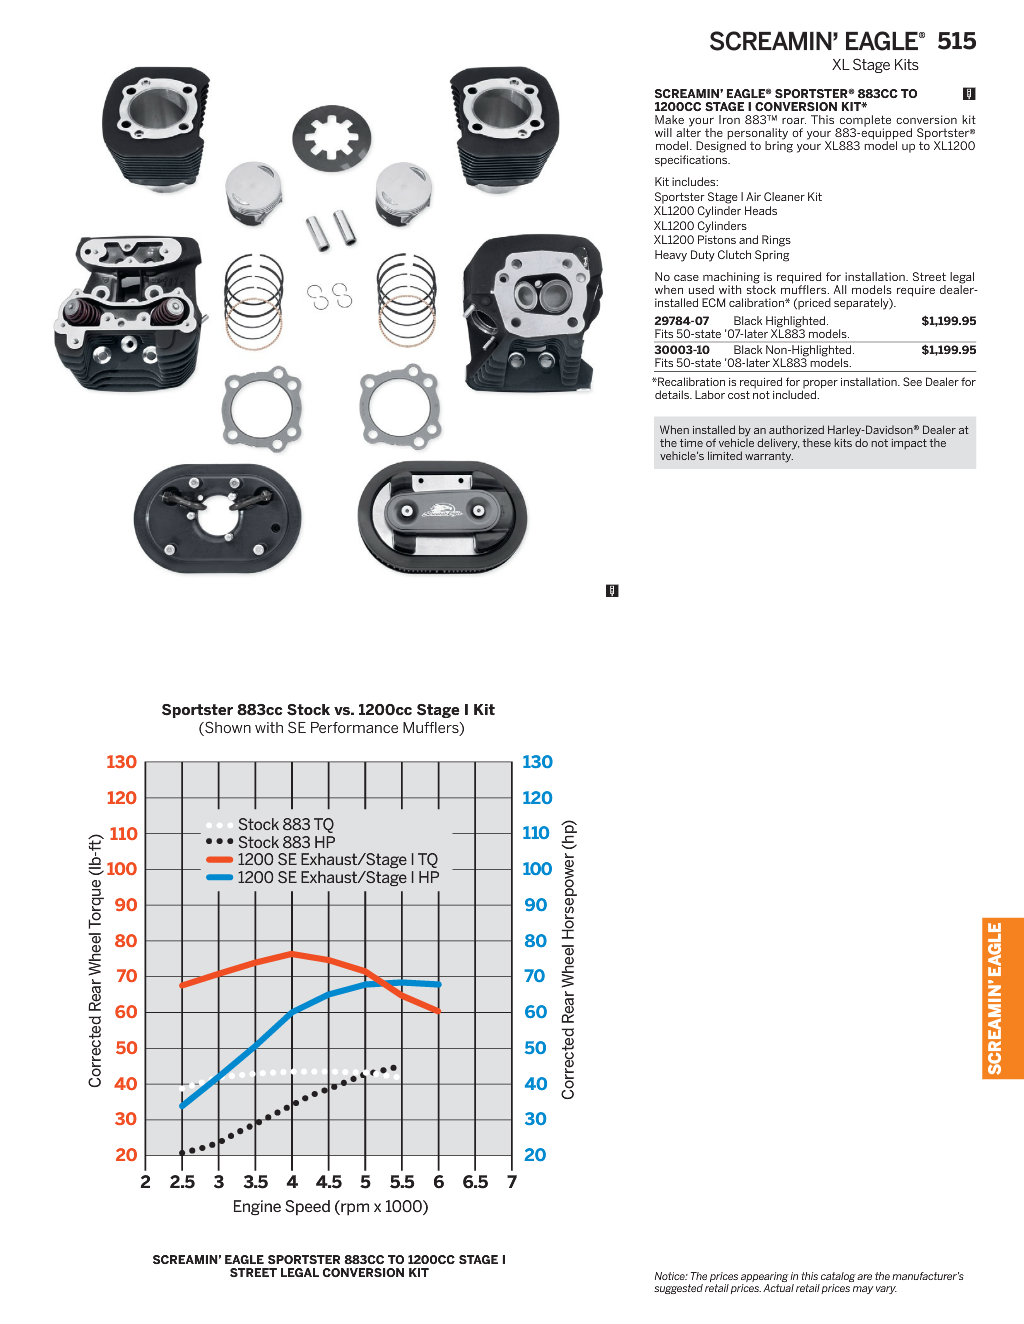 SCREAMIN’ EAGLE® 515
XL Stage Kits
SCREAMIN’ EAGLE® SPORTSTER® 883CC TO
1200CC STAGE I CONVERSION KIT*
Make your Iron 883™ roar. This complete conversion kit
will alter the personality of your 883-equipped Sportster®
model. Designed to bring your XL883 model up to XL1200
specifications.
Kit includes:
Sportster Stage I Air Cleaner Kit
XL1200 Cylinder Heads
XL1200 Cylinders
XL1200 Pistons and Rings
Heavy Duty Clutch Spring
No case machining is required for installation. Street legal
when used with stock mufflers. All models require dealer-
installed ECM calibration* (priced separately).
29784-07 Black Highlighted. $1,199.95
Fits 50-state ’07-later XL883 models.
30003-10 Black Non-Highlighted. $1,199.95
Fits 50-state ’08-later XL883 models.
*Recalibration is required for proper installation. See Dealer for
details. Labor cost not included.
When installed by an authorized Harley-Davidson® Dealer at
the time of vehicle delivery, these kits do not impact the
vehicle’s limited warranty.
Sportster 883cc Stock vs. 1200cc Stage I Kit
(Shown with SE Performance Mufflers)
130 130
120 120
110 110
100 100
90 90
80 80
70 70
60 60
50 50
40 40
30 30
20 20
Stock 883 TQ
Stock 883 HP
1200 SE Exhaust/Stage I TQ
1200 SE Exhaust/Stage I HP
Corrected Rear Wheel Torque (lb-ft)
Corrected Rear Wheel Horsepower (hp)
2 2.5 3 3.5 4 4.5 5 5.5 6 6.5 7
Engine Speed (rpm x 1000)
SCREAMIN’ EAGLE SPORTSTER 883CC TO 1200CC STAGE I
STREET LEGAL CONVERSION KIT
SCREAMIN’ EAGLE
Notice: The prices appearing in this catalog are the manufacturer’s
suggested retail prices. Actual retail prices may vary.